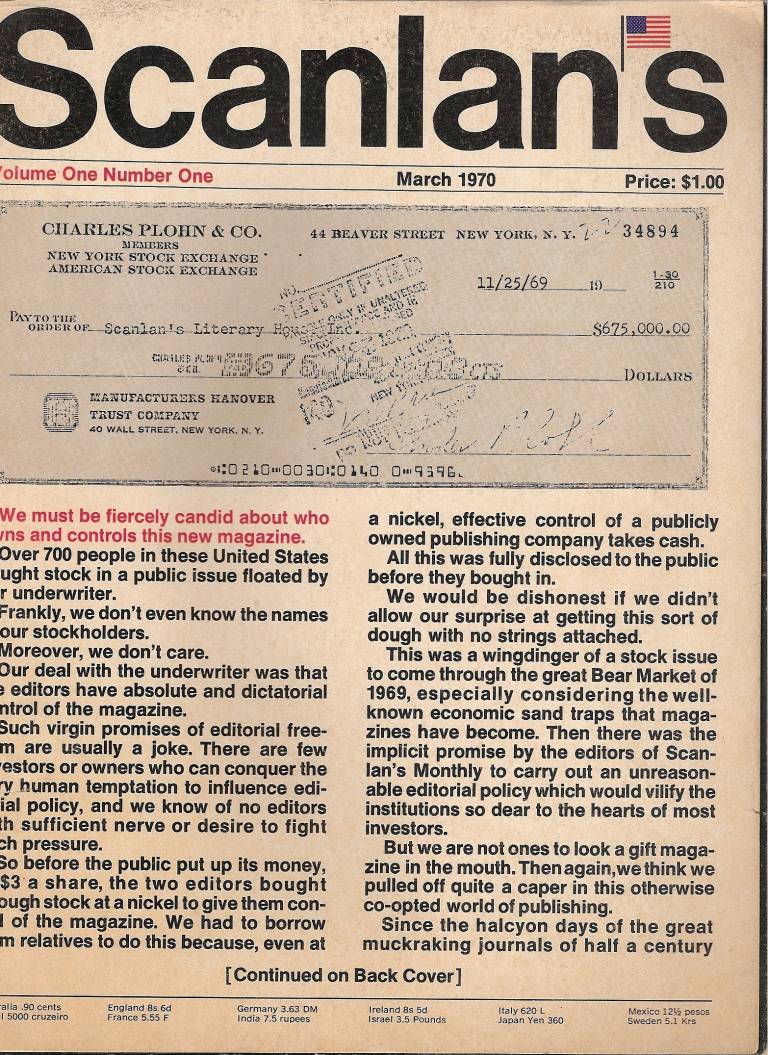 Scanlan's
olume One Number One
March 1970
Price: $1.00
CHARLES PLOHN & CO.
MEMBERS
NEW YORK STOCK EXCHANGE
AMERICAN STOCK EXCHANGE
44 BEAVER STREET NEW YORK, N. Y.
34894
11/25/69 19
1-30
210
PAY TO THE
ORDER OF Scanlan's Literary House Inc. $675,000.00
CERTIFIED
DOLLARS
MANUFACTURERS HANOVER
TRUST COMPANY
40 WALL STREET, NEW YORK, N. Y.
We must be fiercely candid about who
wns and controls this new magazine.
Over 700 people in these United States
ught stock in a public issue floated by
r underwriter.
Frankly, we don't even know the names
our stockholders.
Moreover, we don't care.
Our deal with the underwriter was that
e editors have absolute and dictatorial
ntrol of the magazine.
Such virgin promises of editorial free-
m are usually a joke. There are few
vestors or owners who can conquer the
ry human temptation to influence edi-
ial policy, and we know of no editors
th sufficient nerve or desire to fight
ch pressure.
So before the public put up its money,
$3 a share, the two editors bought
ough stock at a nickel to give them con-
l of the magazine. We had to borrow
m relatives to do this because, even at
a nickel, effective control of a publicly
owned publishing company takes cash.
All this was fully disclosed to the public
before they bought in.
We would be dishonest if we didn't
allow our surprise at getting this sort of
dough with no strings attached.
This was a wingdinger of a stock issue
to come through the great Bear Market of
1969, especially considering the well-
known economic sand traps that maga-
zines have become. Then there was the
implicit promise by the editors of Scan-
lan's Monthly to carry out an unreason-
able editorial policy which would vilify the
institutions so dear to the hearts of most
investors.
But we are not ones to look a gift maga-
zine in the mouth. Then again, we think we
pulled off quite a caper in this otherwise
co-opted world of publishing.
Since the halcyon days of the great
muckraking journals of half a century
[Continued on Back Cover]
ralia .90 cents
l 5000 cruzeiro
England 8s 6d
France 5.55 F
Germany 3.63 DM
India 7.5 rupees
Ireland 8s 5d
Israel 3.5 Pounds
Italy 620 L
Japan Yen 360
Mexico 12½ pesos
Sweden 5.1 Krs